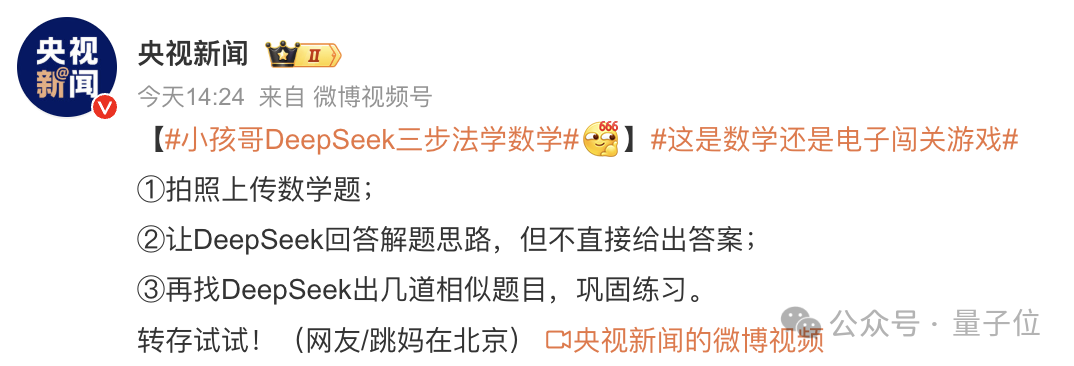 央视新闻
央视
@新闻
II
今天14:24 来自 微博视频号
【#小孩哥DeepSeek三步法学数学#666】#这是数学还是电子闯关游戏#
①拍照上传数学题;
②让DeepSeek回答解题思路，但不直接给出答案;
③再找DeepSeek出几道相似题目，巩固练习。
转存试试！（网友/跳妈在北京） 央视新闻的微博视频
公众号·量子位